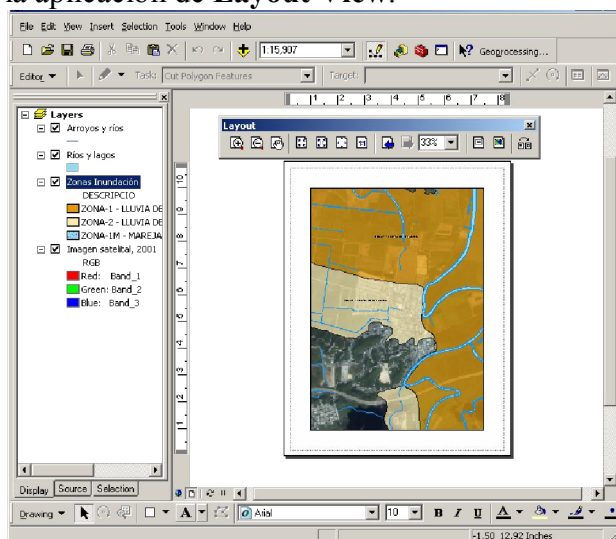 la aplicación de Layout View.
File Edit View Insert Selection Tools Window Help
1:15,907
Geoprocessing...
Editor
Task: Cut Polygon Features
Target:
Layers
Arroyos y ríos
Ríos y lagos
Zonas Inundación
DESCRIPCIO
ZONA-1 - LLUVIA DE
ZONA-2 - LLUVIA DE
ZONA-1M - MAREJA
Imagen satelital, 2001
RGB
Red: Band_1
Green: Band_2
Blue: Band_3
Layout
33%
Display Source Selection
Drawing
A
Arial
10
B I U A
-1.50 12.92 Inches